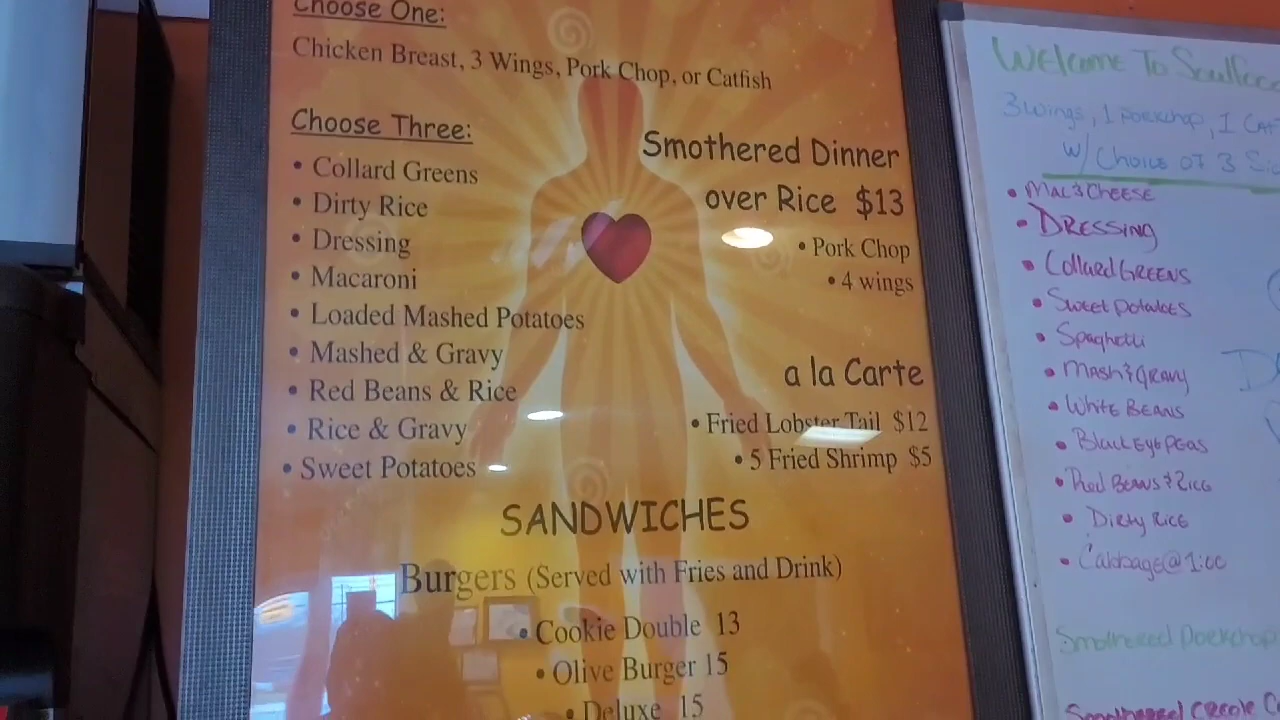 Choose One:
Chicken Breast, 3 Wings, Pork Chop, or Catfish
Choose Three:
• Collard Greens
• Dirty Rice
• Dressing
• Macaroni
• Loaded Mashed Potatoes
• Mashed & Gravy
• Red Beans & Rice
• Rice & Gravy
• Sweet Potatoes
Smothered Dinner
over Rice $13
• Pork Chop
• 4 wings
a la Carte
• Fried Lobster Tail $12
• 5 Fried Shrimp $5
SANDWICHES
Burgers (Served with Fries and Drink)
• Cookie Double 13
• Olive Burger 15
• Deluxe 15
Welcome To
3 wings, 1 Porkchop, 1
w/ Choice of 3
• Mac & Cheese
• Dressing
• Collard Greens
• Sweet Potatoes
• Spaghetti
• Mash & Gravy
• White Beans
• Black Eye Peas
• Red Beans & Rice
• Dirty Rice
• Cabbage @ 1:00
Smothered Porkchop
Smothered Creole